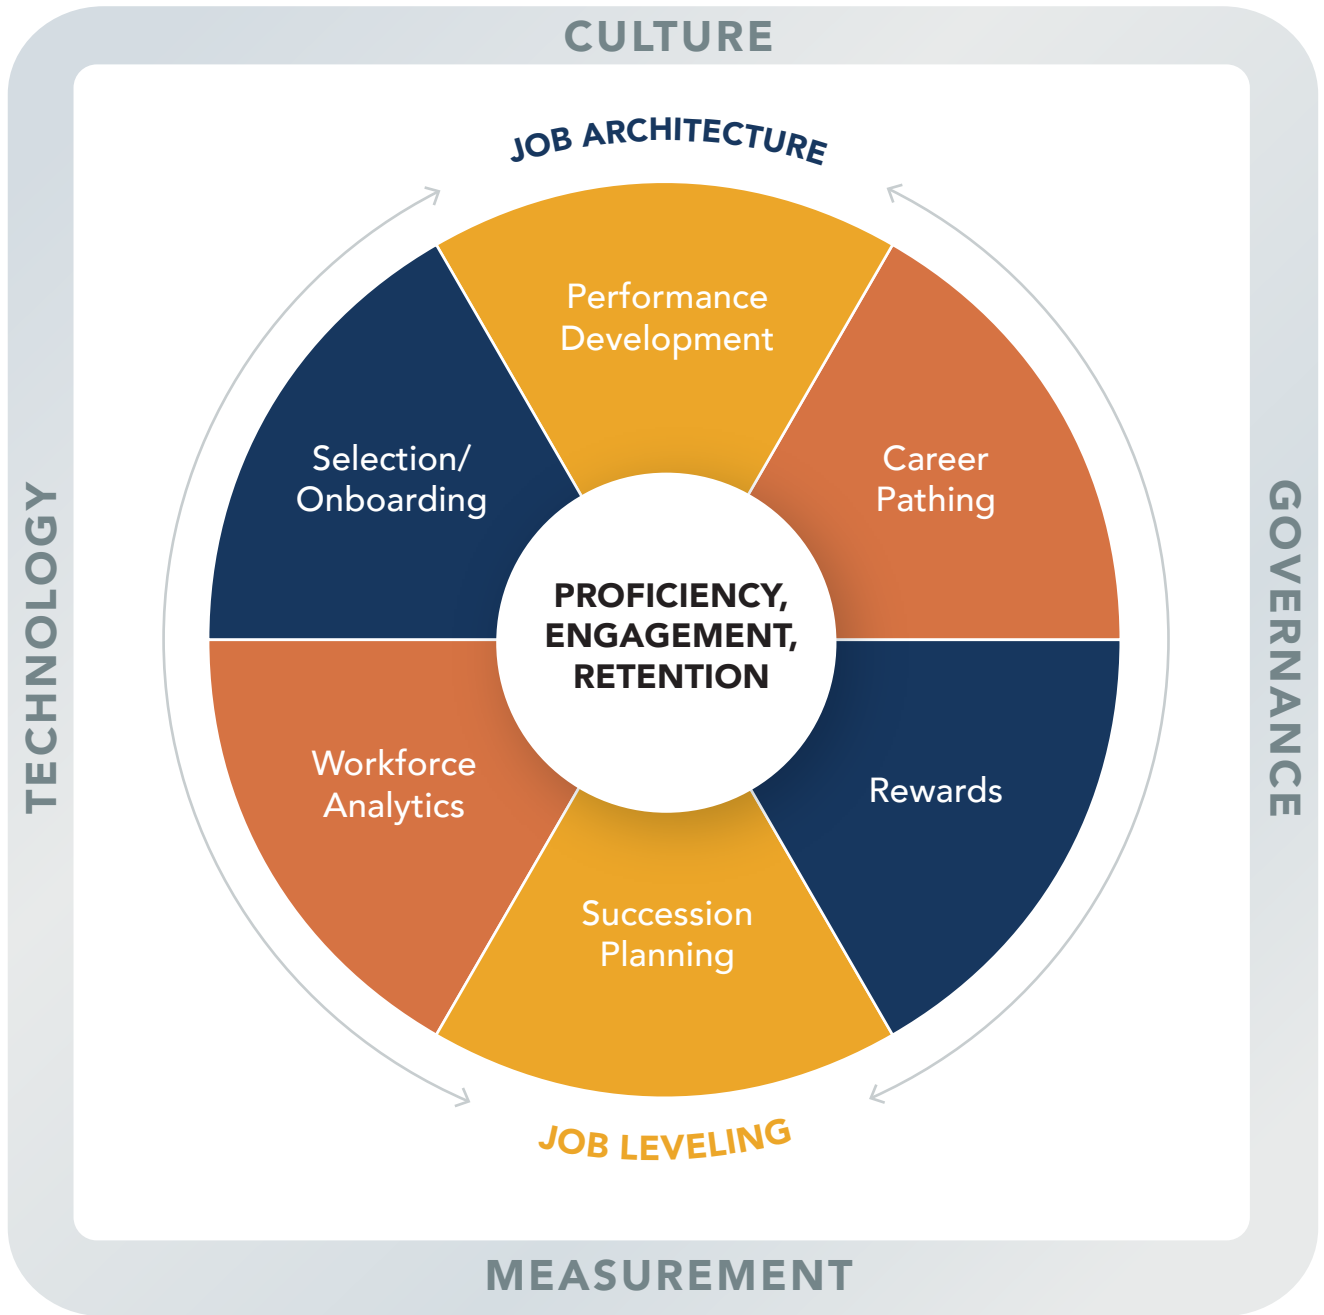 CULTURE
JOB ARCHITECTURE
Performance
Development
Selection/
Onboarding
Career
Pathing
TECHNOLOGY
GOVERNANCE
PROFICIENCY,
ENGAGEMENT,
RETENTION
Workforce
Analytics
Rewards
Succession
Planning
JOB LEVELING
MEASUREMENT